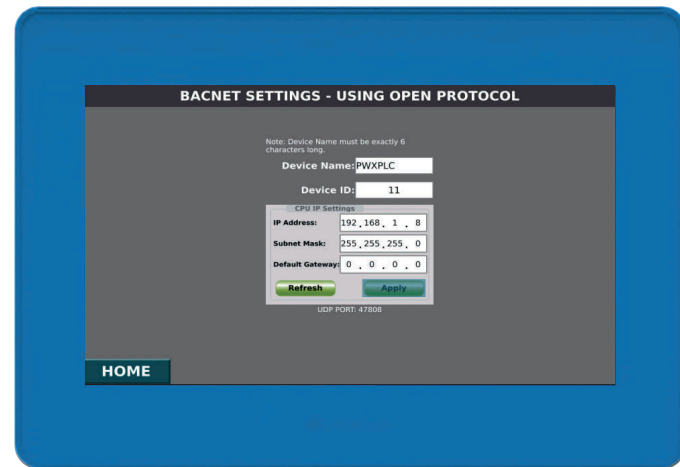 BACNET SETTINGS - USING OPEN PROTOCOL
Note: Device Name must be exactly 6
characters long.
Device Name: PWXPLC
Device ID: 11
CPU IP Settings
IP Address: 192 . 168 . 1 . 8
Subnet Mask: 255 . 255 . 255 . 0
Default Gateway: 0 . 0 . 0 . 0
Refresh Apply
UDP PORT: 47808
HOME